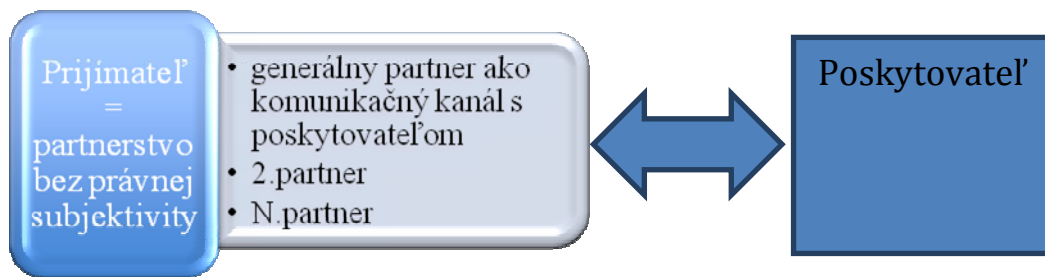 Prijímateľ
=
partnerstvo
bez právnej
subjektivity
• generálny partner ako
komunikačný kanál s
poskytovateľom
• 2.partner
• N.partner
Poskytovateľ